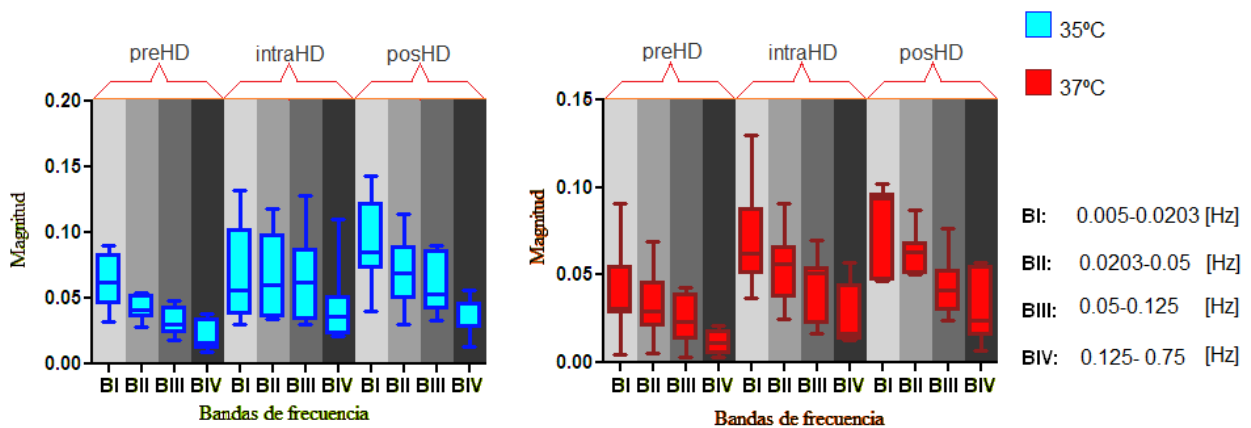 preHD intraHD posHD
0.20
0.15
0.10
0.05
0.00
Magnitud
BI BII BIII BIV BI BII BIII BIV BI BII BIII BIV
Bandas de frecuencia
preHD intraHD posHD
0.15
0.10
0.05
0.00
Magnitud
BI BII BIII BIV BI BII BIII BIV BI BII BIII BIV
Bandas de frecuencia
35ºC
37ºC
BI: 0.005-0.0203 [Hz]
BII: 0.0203-0.05 [Hz]
BIII: 0.05-0.125 [Hz]
BIV: 0.125- 0.75 [Hz]